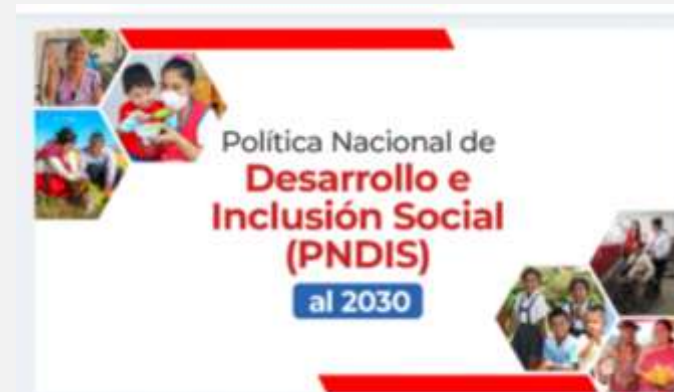 Política Nacional de
Desarrollo e
Inclusión Social
(PNDIS)
al 2030